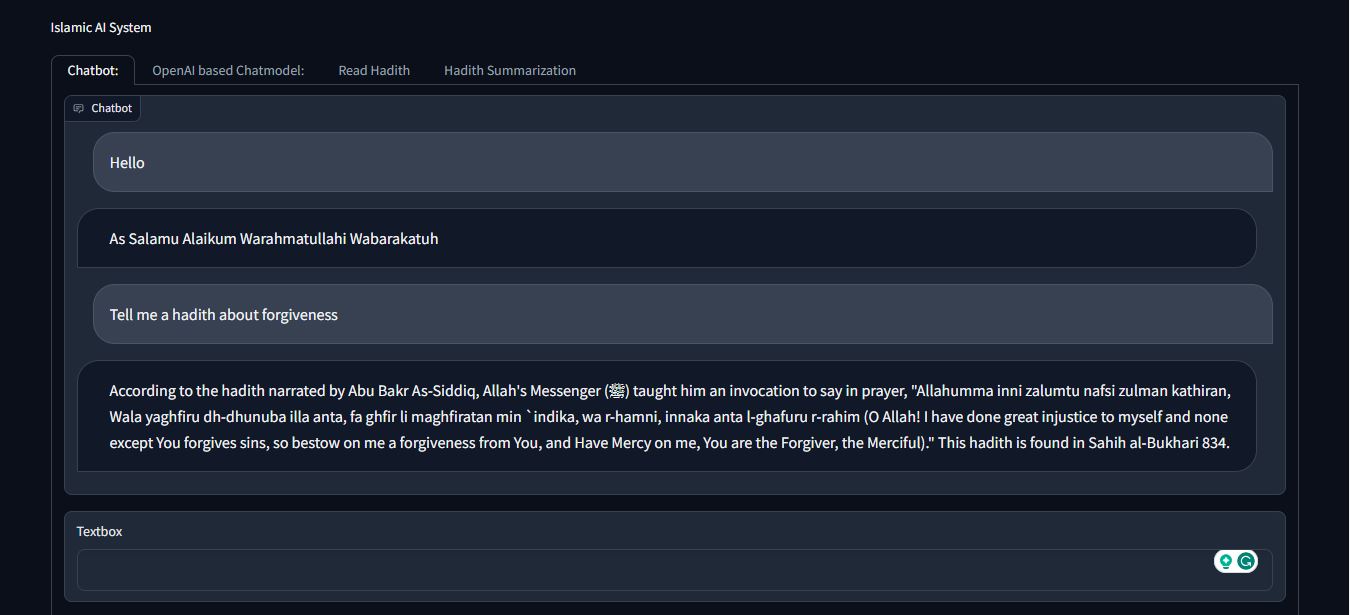 Islamic AI System
Chatbot: OpenAI based Chatmodel: Read Hadith Hadith Summarization
Chatbot
Hello
As Salamu Alaikum Warahmatullahi Wabarakatuh
Tell me a hadith about forgiveness
According to the hadith narrated by Abu Bakr As-Siddiq, Allah's Messenger (ﷺ) taught him an invocation to say in prayer, "Allahumma inni zalumtu nafsi zulman kathiran,
Wala yaghfiru dh-dhunuba illa anta, fa ghfir li maghfiratan min `indika, wa r-hamni, innaka anta l-ghafuru r-rahim (O Allah! I have done great injustice to myself and none
except You forgives sins, so bestow on me a forgiveness from You, and Have Mercy on me, You are the Forgiver, the Merciful)." This hadith is found in Sahih al-Bukhari 834.
Textbox